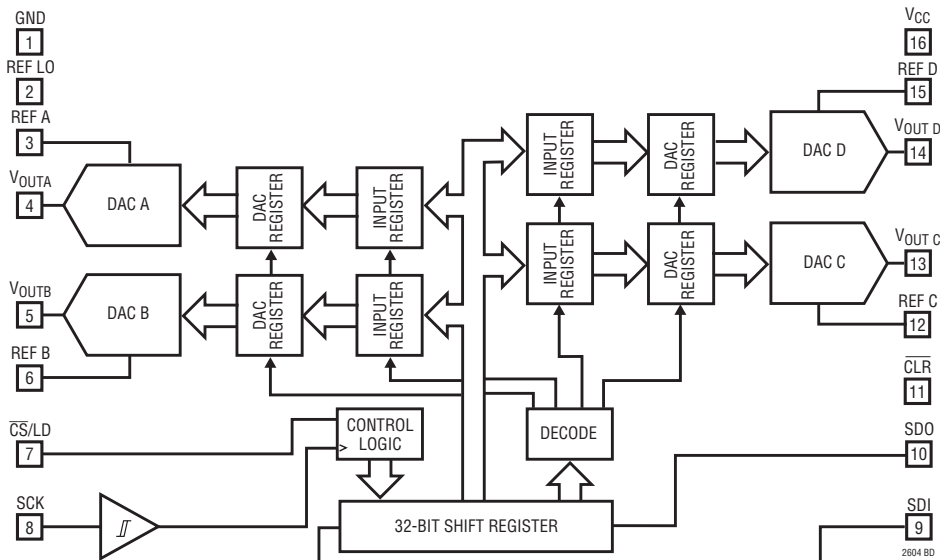 GND
1
REF LO
2
REF A
3
VOUTA
4
VOUTB
5
REF B
6
CS/LD
7
SCK
8
DAC A
DAC
REGISTER
INPUT
REGISTER
DAC B
DAC
REGISTER
INPUT
REGISTER
CONTROL
LOGIC
>
32-BIT SHIFT REGISTER
DECODE
INPUT
REGISTER
DAC
REGISTER
DAC D
INPUT
REGISTER
DAC
REGISTER
DAC C
VCC
16
REF D
15
VOUT D
14
VOUT C
13
REF C
12
CLR
11
SDO
10
SDI
9
2604 BD